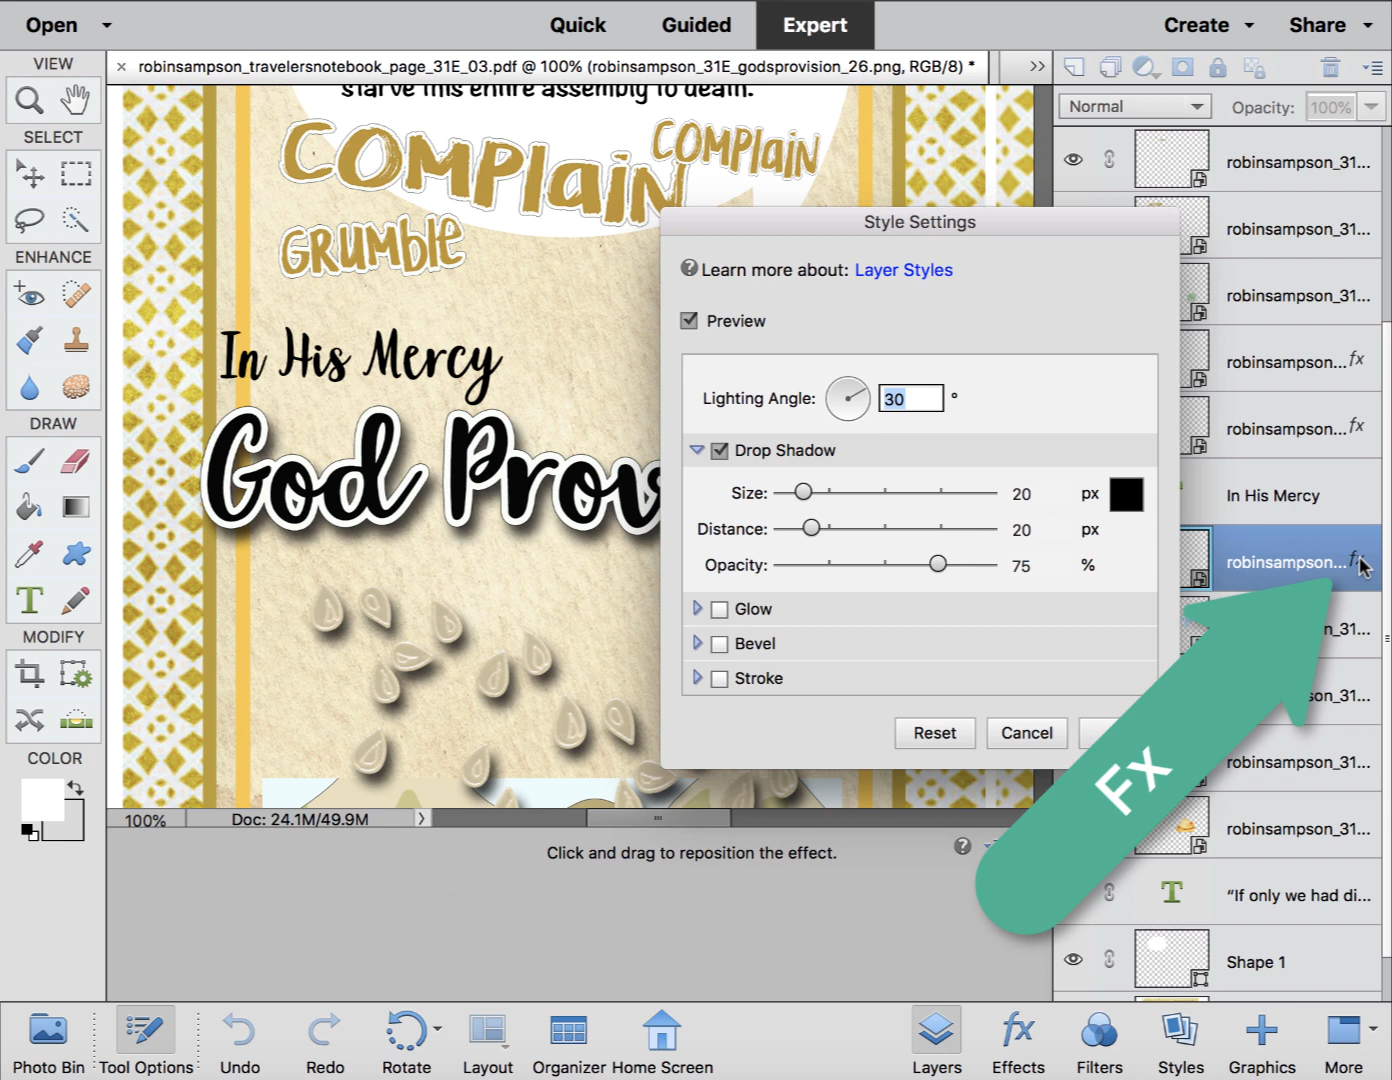 Open Quick Guided Expert Create Share
VIEW
robinsampson_travelersnotebook_page_31E_03.pdf @ 100% (robinsampson_31E_godsprovision_26.png, RGB/8) *
Normal Opacity: 100%
SELECT
ENHANCE
DRAW
T
MODIFY
COLOR
starve this entire assembly to death.
COMPlaiN
COMPlaiN
GRUMble
In His Mercy
God Prov
Style Settings
Learn more about: Layer Styles
Preview
Lighting Angle: 30 °
Drop Shadow
Size: 20 px
Distance: 20 px
Opacity: 75 %
Glow
Bevel
Stroke
Reset Cancel
robinsampson_31...
robinsampson_31...
robinsampson_31...
robinsampson... fx
robinsampson... fx
In His Mercy
robinsampson... fx
n_31...
son_31...
robinsampson_31...
robinsampson_31...
T “If only we had di...
Shape 1
Fx
100% Doc: 24.1M/49.9M
Click and drag to reposition the effect.
Photo Bin Tool Options Undo Redo Rotate Layout Organizer Home Screen Layers fx Effects Filters Styles Graphics More